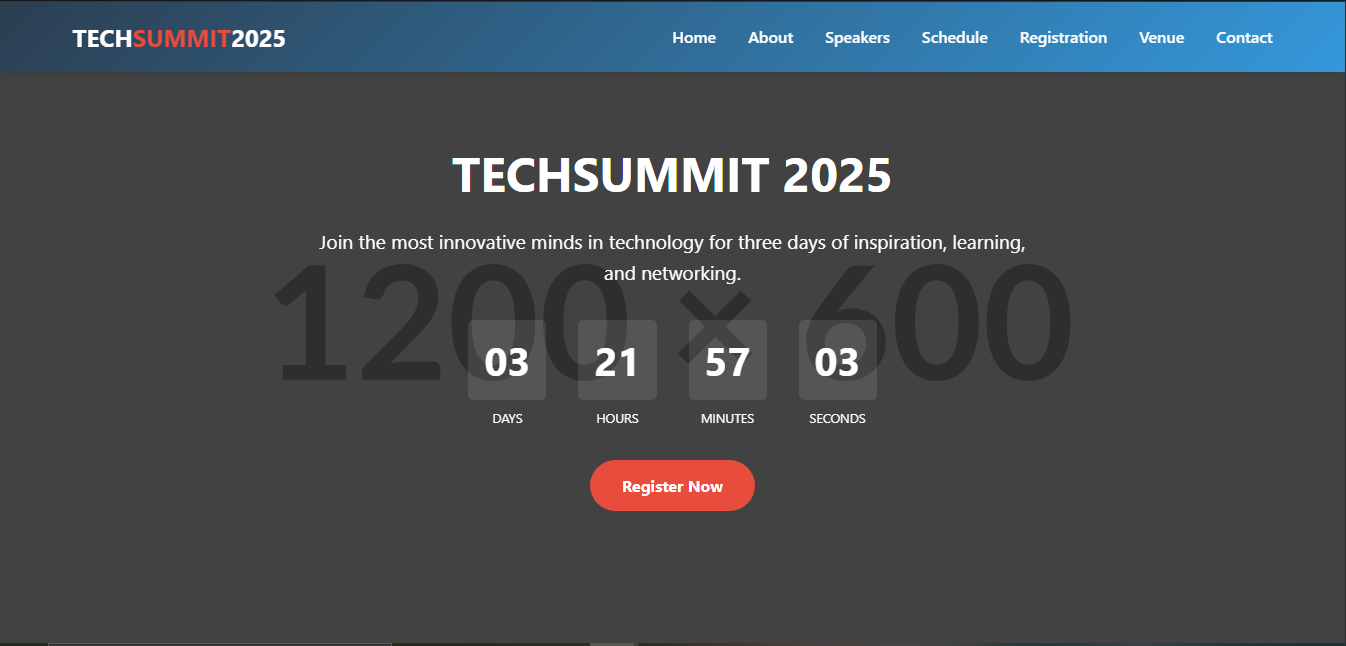 TECHSUMMIT2025
Home About Speakers Schedule Registration Venue Contact
TECHSUMMIT 2025
Join the most innovative minds in technology for three days of inspiration, learning,
and networking.
1200 × 600
03 21 57 03
DAYS HOURS MINUTES SECONDS
Register Now